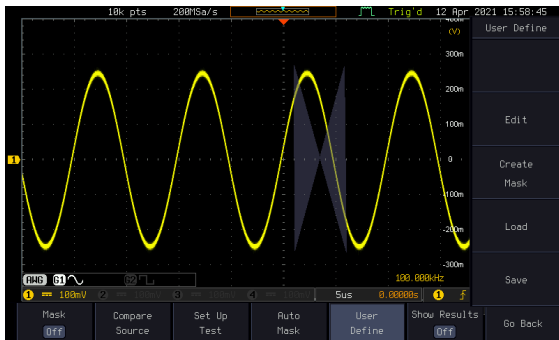 10k pts 200MSa/s Trig'd 12 Apr 2021 15:58:45
User Define
(V)
300m
200m
100m
1 0
-100m
-200m
-300m
Edit
Create
Mask
Load
Save
Go Back
AWG G1 G2 100.000kHz
1 100mV 2 3 4 5us 0.00000s 1
Mask
Off
Compare
Source
Set Up
Test
Auto
Mask
User
Define
Show Results
Off